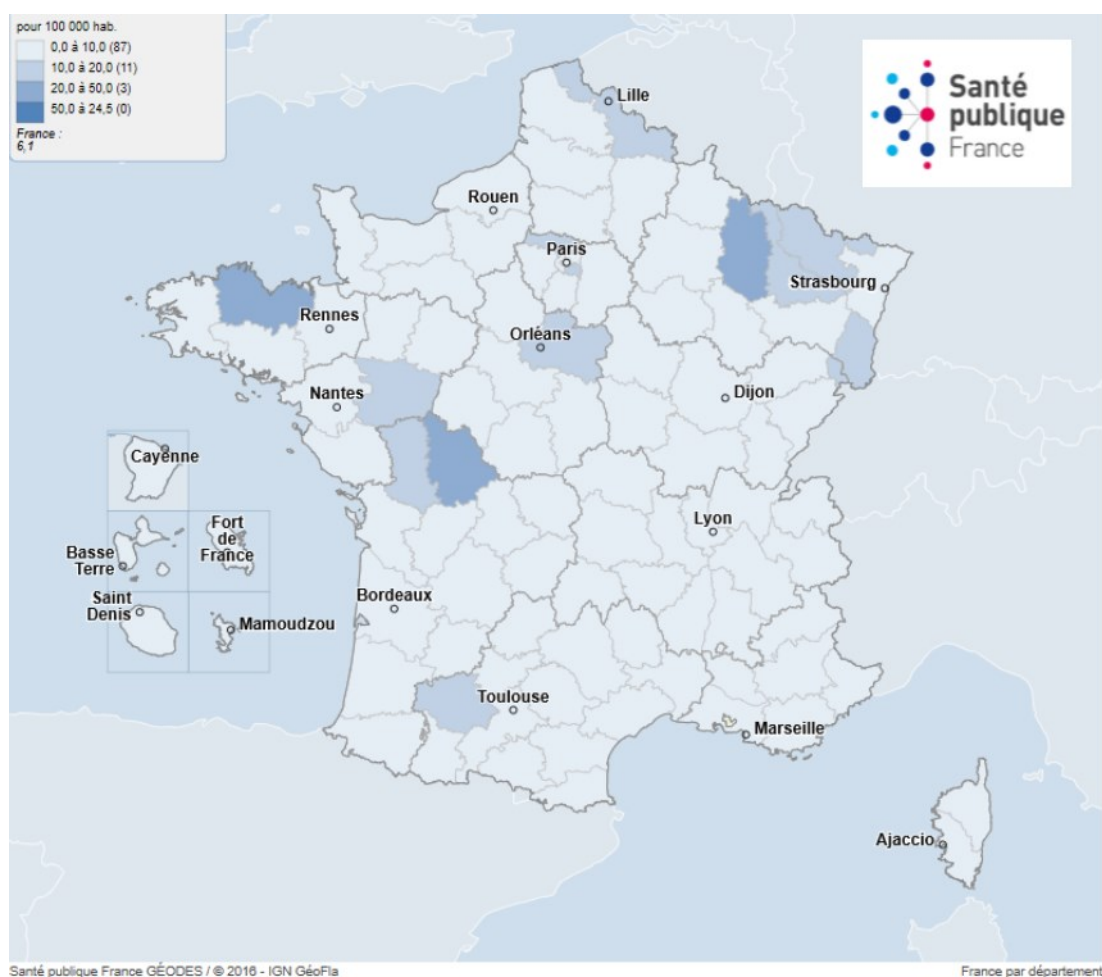 pour 100 000 hab.
0,0 à 10,0 (87)
10,0 à 20,0 (11)
20,0 à 50,0 (3)
50,0 à 24,5 (0)
France :
6,1
Santé
publique
France
Lille
Rouen
Paris
Strasbourg
Rennes
Orléans
Nantes
Dijon
Cayenne
Lyon
Fort
de
France
Basse
Terre
Bordeaux
Saint
Denis
Mamoudzou
Toulouse
Marseille
Ajaccio
Santé publique France GÉODES / © 2016 - IGN GéoFla
France par département